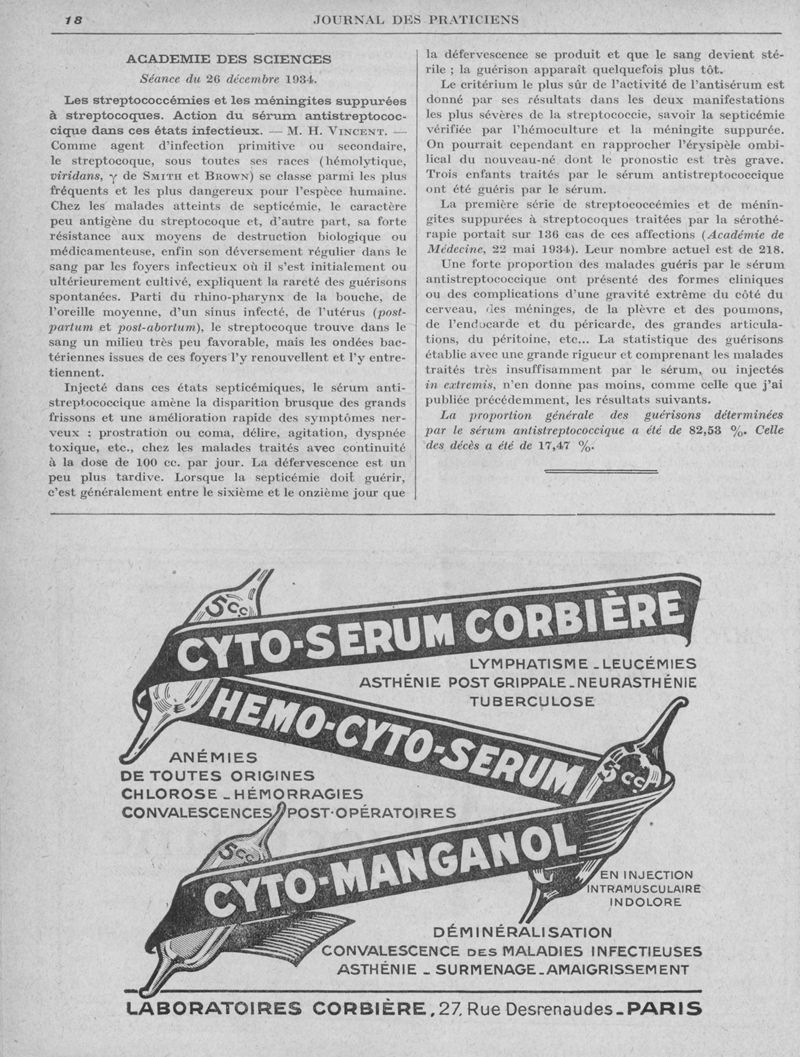 18
JOURNAL DES PRATICIENS
ACADEMIE DES SCIENCES
Séance du 26 décembre 1934.
Les streptococcémies et les méningites suppurées
à streptocoques. Action du sérum antistreptococ-
cique dans ces états infectieux. — M. H. VINCENT. —
Comme agent d'infection primitive ou secondaire,
le streptocoque, sous toutes ses races (hémolytique,
viridans, γ de SMITH et BROWN) se classe parmi les plus
fréquents et les plus dangereux pour l'espèce humaine.
Chez les malades atteints de septicémie, le caractère
peu antigène du streptocoque et, d'autre part, sa forte
résistance aux moyens de destruction biologique ou
médicamenteuse, enfin son déversement régulier dans le
sang par les foyers infectieux où il s'est initialement ou
ultérieurement cultivé, expliquent la rareté des guérisons
spontanées. Parti du rhino-pharynx de la bouche, de
l'oreille moyenne, d'un sinus infecté, de l'utérus (post-
partum et post-abortum), le streptocoque trouve dans le
sang un milieu très peu favorable, mais les ondées bac-
tériennes issues de ces foyers l'y renouvellent et l'y entre-
tiennent.
Injecté dans ces états septicémiques, le sérum anti-
streptococcique amène la disparition brusque des grands
frissons et une amélioration rapide des symptômes ner-
veux : prostration ou coma, délire, agitation, dyspnée
toxique, etc., chez les malades traités avec continuité
à la dose de 100 cc. par jour. La défervescence est un
peu plus tardive. Lorsque la septicémie doit guérir,
c'est généralement entre le sixième et le onzième jour que
la défervescence se produit et que le sang devient sté-
rile ; la guérison apparaît quelquefois plus tôt.
Le critérium le plus sûr de l'activité de l'antisérum est
donné par ses résultats dans les deux manifestations
les plus sévères de la streptococcie, savoir la septicémie
vérifiée par l'hémoculture et la méningite suppurée.
On pourrait cependant en rapprocher l'érysipèle ombi-
lical du nouveau-né dont le pronostic est très grave.
Trois enfants traités par le sérum antistreptococcique
ont été guéris par le sérum.
La première série de streptococcémies et de ménin-
gites suppurées à streptocoques traitées par la sérothé-
rapie portait sur 136 cas de ces affections (Académie de
Médecine, 22 mai 1934). Leur nombre actuel est de 218.
Une forte proportion des malades guéris par le sérum
antistreptococcique ont présenté des formes cliniques
ou des complications d'une gravité extrême du côté du
cerveau, des méninges, de la plèvre et des poumons,
de l'endocarde et du péricarde, des grandes articula-
tions, du péritoine, etc... La statistique des guérisons
établie avec une grande rigueur et comprenant les malades
traités très insuffisamment par le sérum, ou injectés
in extremis, n'en donne pas moins, comme celle que j'ai
publiée précédemment, les résultats suivants.
La proportion générale des guérisons déterminées
par le sérum antistreptococcique a été de 82,53 %. Celle
des décès a été de 17,47 %.
5cc
CYTO-SERUM CORBIÈRE
LYMPHATISME - LEUCÉMIES
ASTHÉNIE POST GRIPPALE - NEURASTHÉNIE
TUBERCULOSE
HEMO-CYTO-SERUM
5cc
ANÉMIES
DE TOUTES ORIGINES
CHLOROSE - HÉMORRAGIES
CONVALESCENCES POST-OPÉRATOIRES
5cc
CYTO-MANGANOL
EN INJECTION
INTRAMUSCULAIRE
INDOLORE
DÉMINÉRALISATION
CONVALESCENCE DES MALADIES INFECTIEUSES
ASTHÉNIE - SURMENAGE - AMAIGRISSEMENT
LABORATOIRES CORBIÈRE, 27, Rue Desrenaudes - PARIS